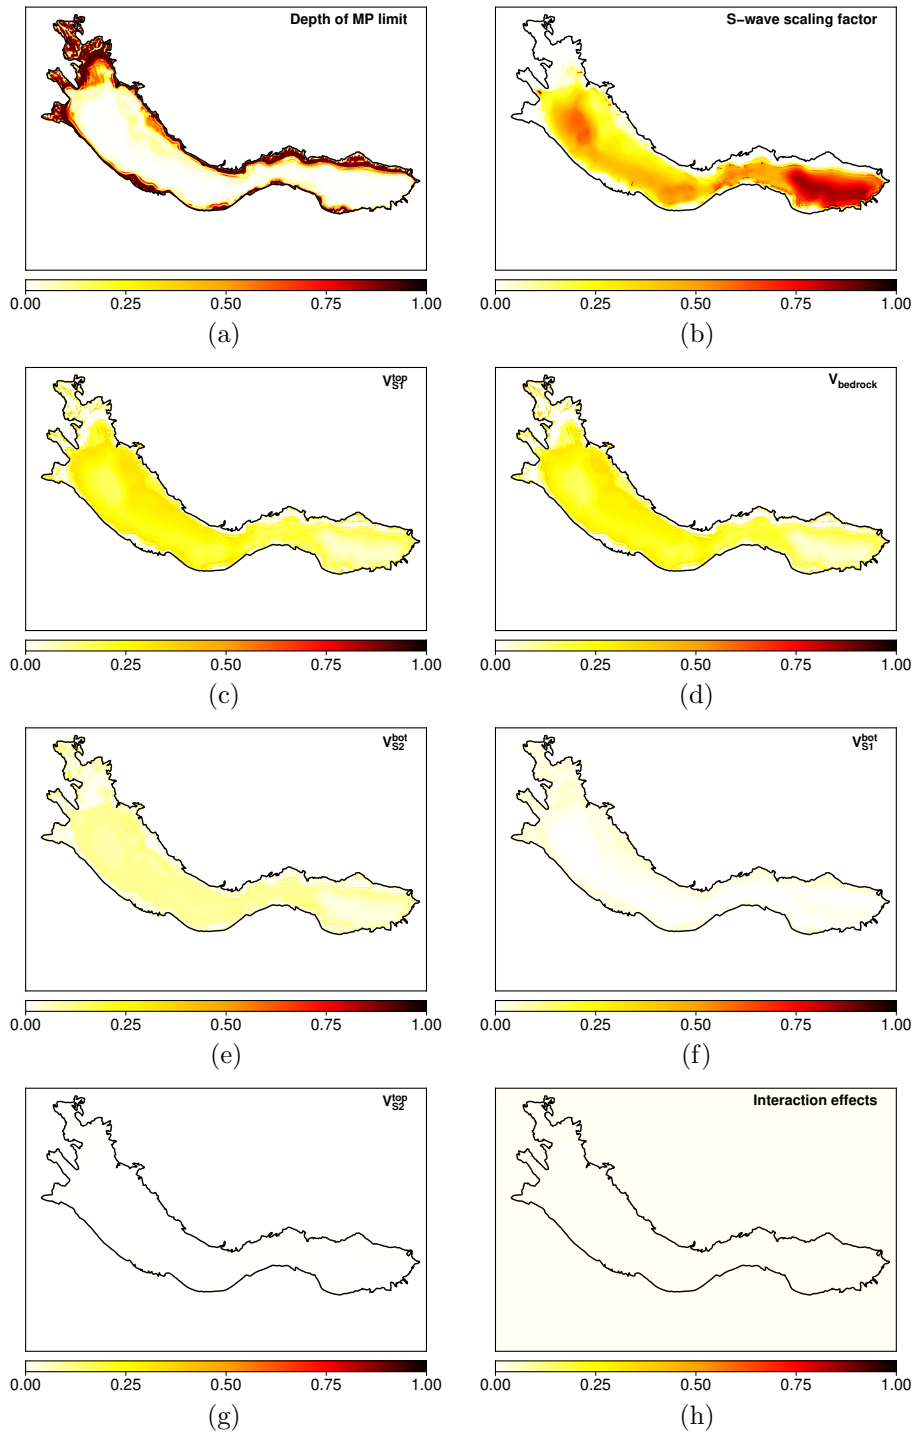 Depth of MP limit
S−wave scaling factor
0.00 0.25 0.50 0.75 1.00
0.00 0.25 0.50 0.75 1.00
(a)
(b)
V_S1^top
V_bedrock
0.00 0.25 0.50 0.75 1.00
0.00 0.25 0.50 0.75 1.00
(c)
(d)
V_S2^bot
V_S1^bot
0.00 0.25 0.50 0.75 1.00
0.00 0.25 0.50 0.75 1.00
(e)
(f)
V_S2^top
Interaction effects
0.00 0.25 0.50 0.75 1.00
0.00 0.25 0.50 0.75 1.00
(g)
(h)